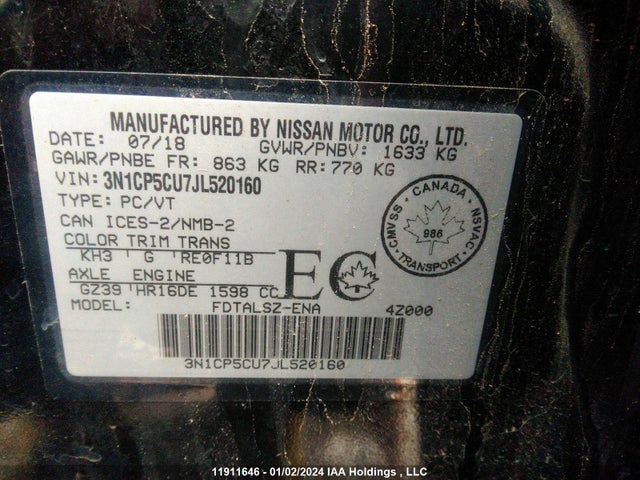 MANUFACTURED BY NISSAN MOTOR CO., LTD.
DATE: 07/18 GVWR/PNBV: 1633 KG
GAWR/PNBE FR: 863 KG RR: 770 KG
VIN: 3N1CP5CU7JL520160
TYPE: PC/VT
CAN ICES-2/NMB-2
COLOR TRIM TRANS
KH3 ' G 'RE0F11B
AXLE ENGINE
GZ39 'HR16DE 1598 CC
EC
CANADA
CMVSS 986 NSVAC
TRANSPORT
MODEL: FDTALSZ-ENA 4Z000
3N1CP5CU7JL520160
11911646 - 01/02/2024 IAA Holdings , LLC